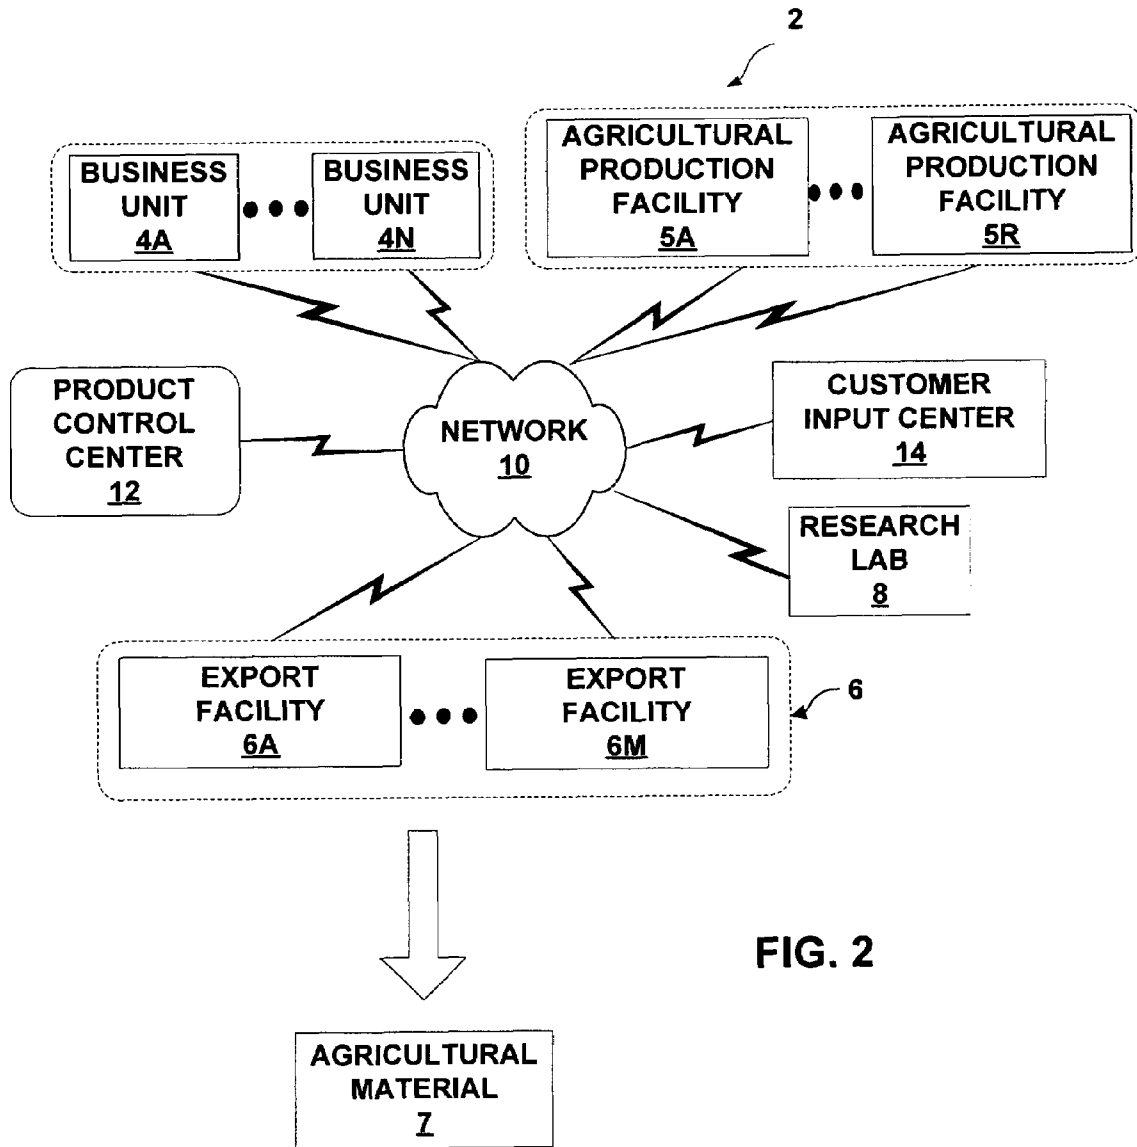 2
BUSINESS
UNIT
4A
BUSINESS
UNIT
4N
AGRICULTURAL
PRODUCTION
FACILITY
5A
AGRICULTURAL
PRODUCTION
FACILITY
5R
PRODUCT
CONTROL
CENTER
12
NETWORK
10
CUSTOMER
INPUT CENTER
14
RESEARCH
LAB
8
EXPORT
FACILITY
6A
EXPORT
FACILITY
6M
6
FIG. 2
AGRICULTURAL
MATERIAL
7